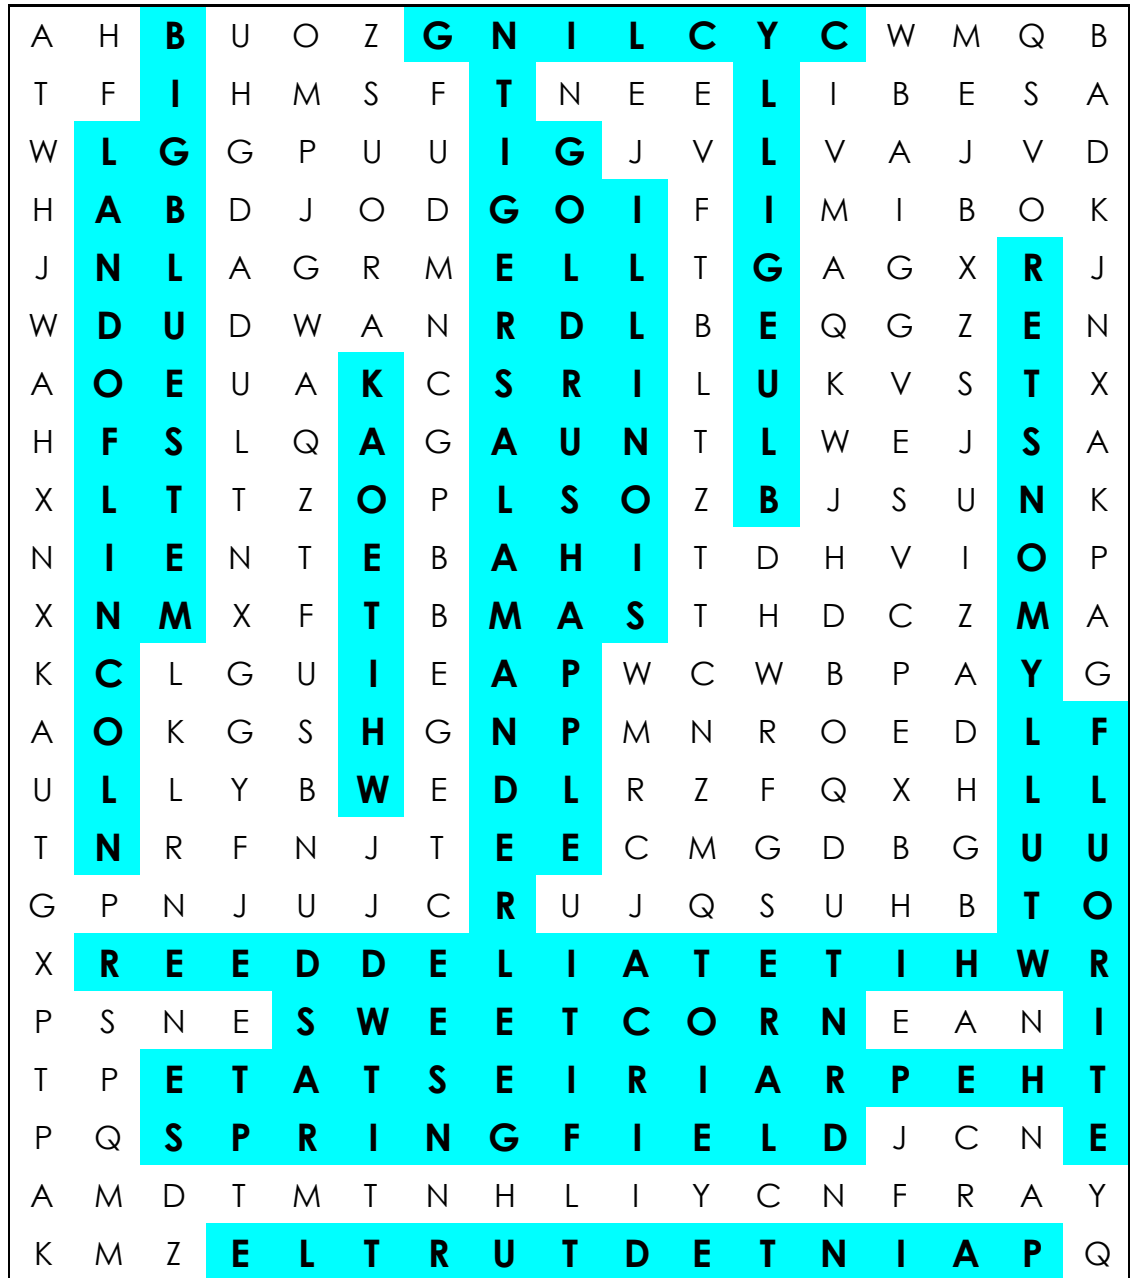 A H B U O Z G N I L C Y C W M Q B
T F I H M S F T N E E L I B E S A
W L G G P U U I G J V L V A J V D
H A B D J O D G O I F I M I B O K
J N L A G R M E L L T G A G X R J
W D U D W A N R D L B E Q G Z E N
A O E U A K C S R I L U K V S T X
H F S L Q A G A U N T L W E J S A
X L T T Z O P L S O Z B J S U N K
N I E N T E B A H I T D H V I O P
X N M X F T B M A S T H D C Z M A
K C L G U I E A P W C W B P A Y G
A O K G S H G N P M N R O E D L F
U L L Y B W E D L R Z F Q X H L L
T N R F N J T E E C M G D B G U U
G P N J U J C R U J Q S U H B T O
X R E E D D E L I A T E T I H W R
P S N E S W E E T C O R N E A N I
T P E T A T S E I R I A R P E H T
P Q S P R I N G F I E L D J C N E
A M D T M T N H L I Y C N F R A Y
K M Z E L T R U T D E T N I A P Q